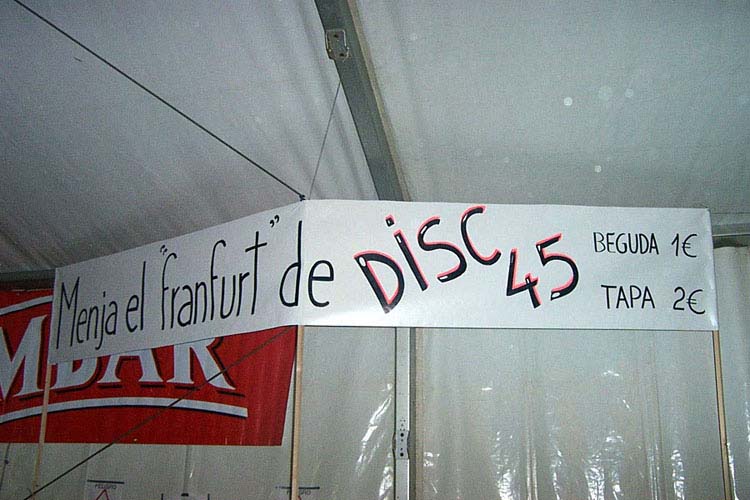 Menja el "franfurt" de DiSC 45
BEGUDA 1€
TAPA 2€